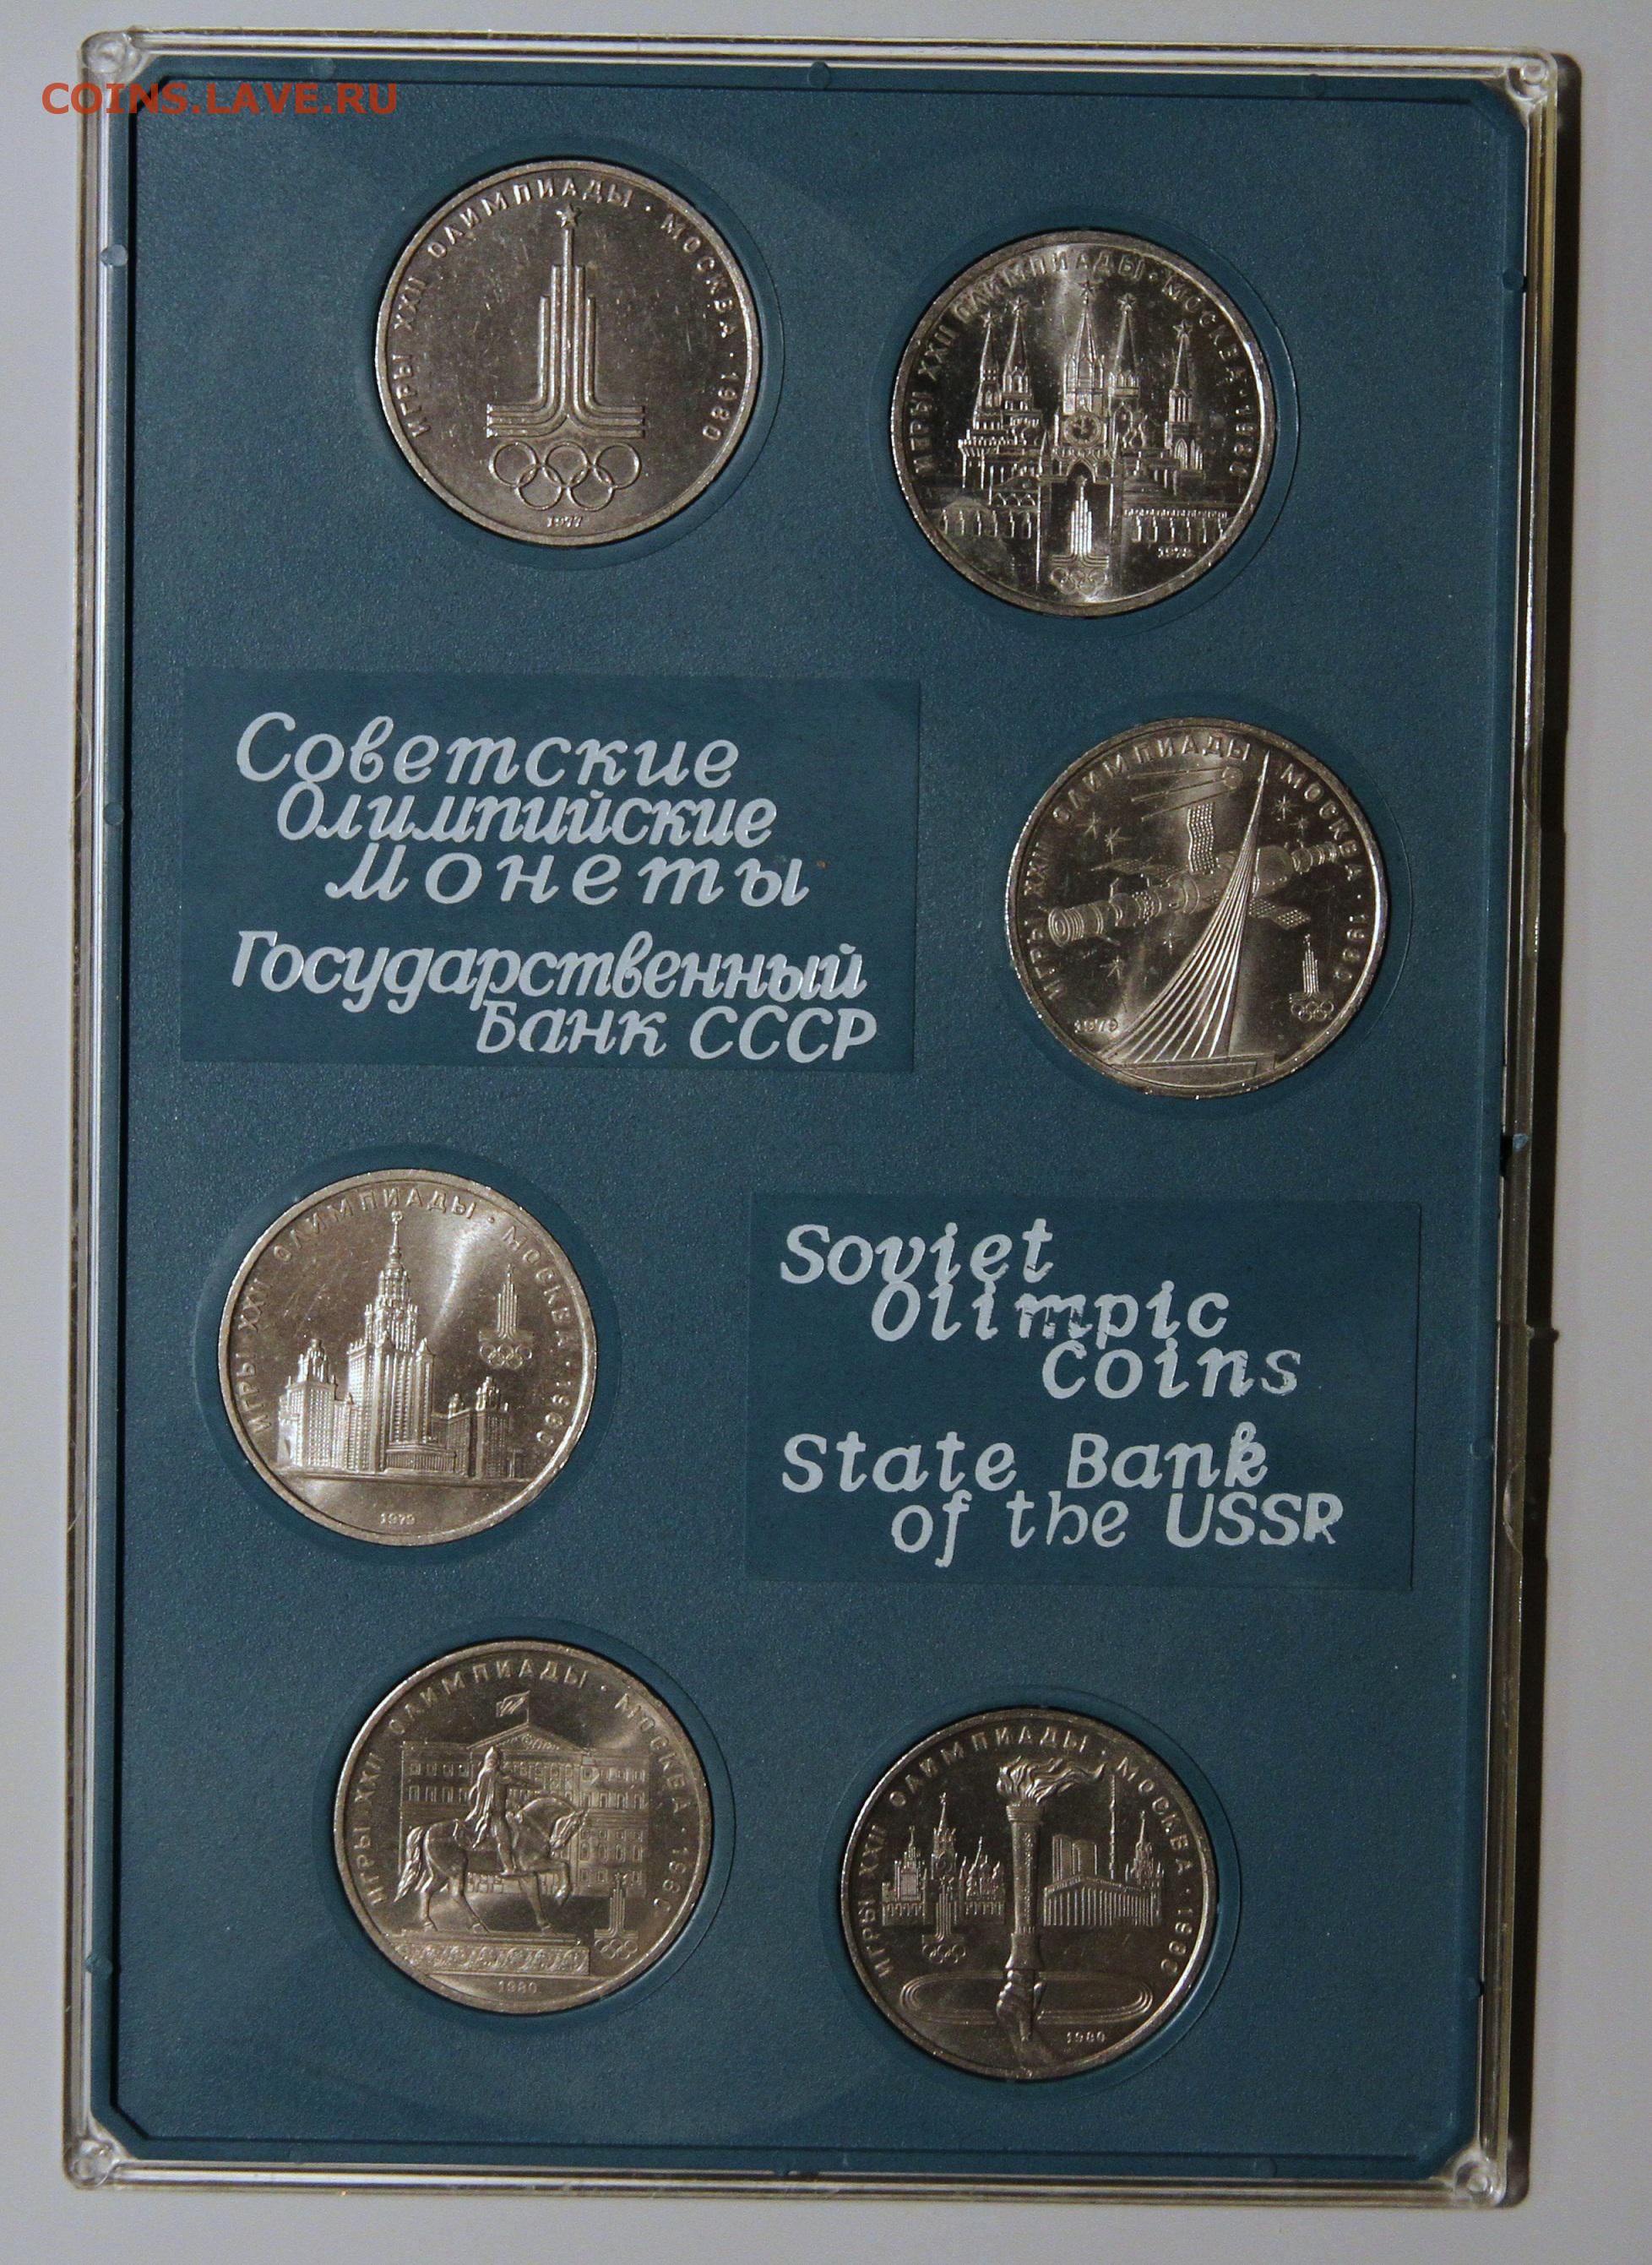 COINS.LAVE.RU
ИГРЫ XXII ОЛИМПИАДЫ · МОСКВА · 1980
1977
ИГРЫ XXII ОЛИМПИАДЫ · МОСКВА · 1980
1978
Советские
Олимпийские
Монеты
Государственный
Банк СССР
ИГРЫ XXII ОЛИМПИАДЫ МОСКВА · 1980
1979
ИГРЫ XXII ОЛИМПИАДЫ · МОСКВА · 1980
1979
Soviet
Olimpic
Coins
State Bank
of the USSR
ИГРЫ XXII ОЛИМПИАДЫ · МОСКВА · 1980
1980
ИГРЫ XXII ОЛИМПИАДЫ · МОСКВА · 1980
1980